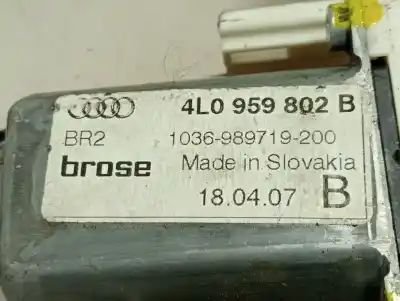 4L0 959 802 B
BR2 1036-989719-200
brose Made in Slovakia
18.04.07 B